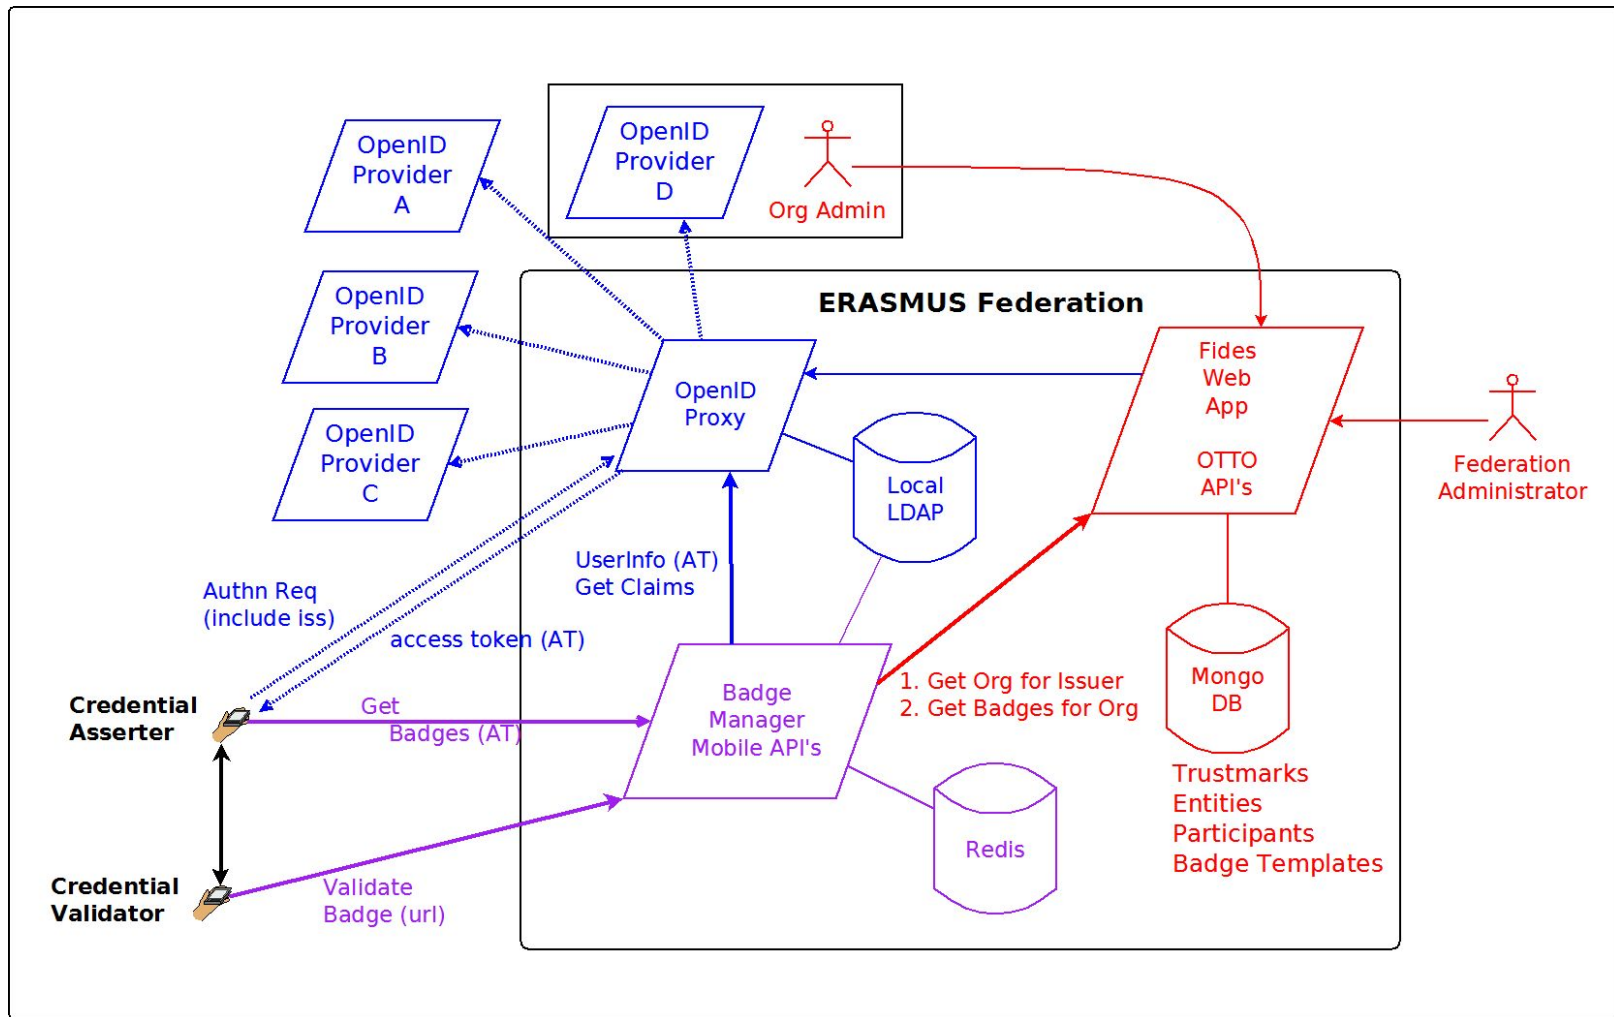 OpenID
Provider
A
OpenID
Provider
D
Org Admin
OpenID
Provider
B
OpenID
Provider
C
ERASMUS Federation
OpenID
Proxy
Fides
Web
App
OTTO
API's
Federation
Administrator
Local
LDAP
UserInfo (AT)
Get Claims
Authn Req
(include iss)
access token (AT)
Credential
Asserter
Get
Badges (AT)
Badge
Manager
Mobile API's
1. Get Org for Issuer
2. Get Badges for Org
Mongo
DB
Trustmarks
Entities
Participants
Badge Templates
Redis
Credential
Validator
Validate
Badge (url)